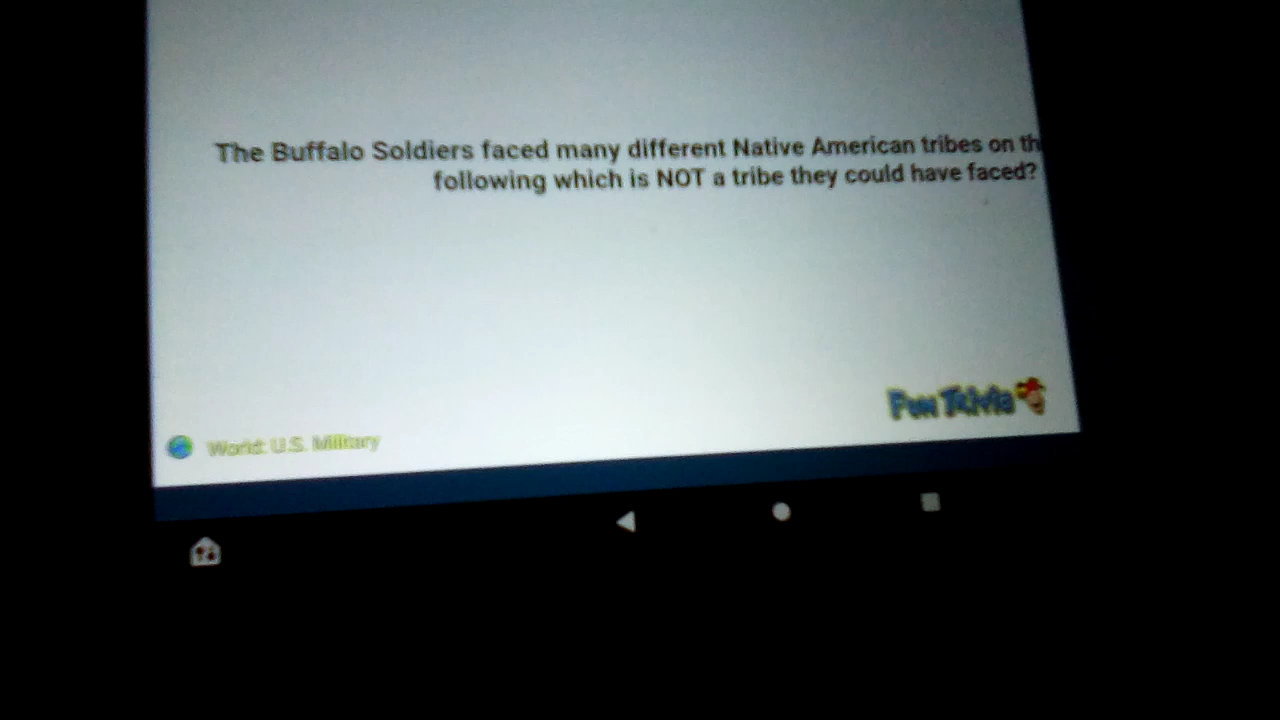 The Buffalo Soldiers faced many different Native American tribes on th
following which is NOT a tribe they could have faced?
Fun Trivia
World: U.S. Military